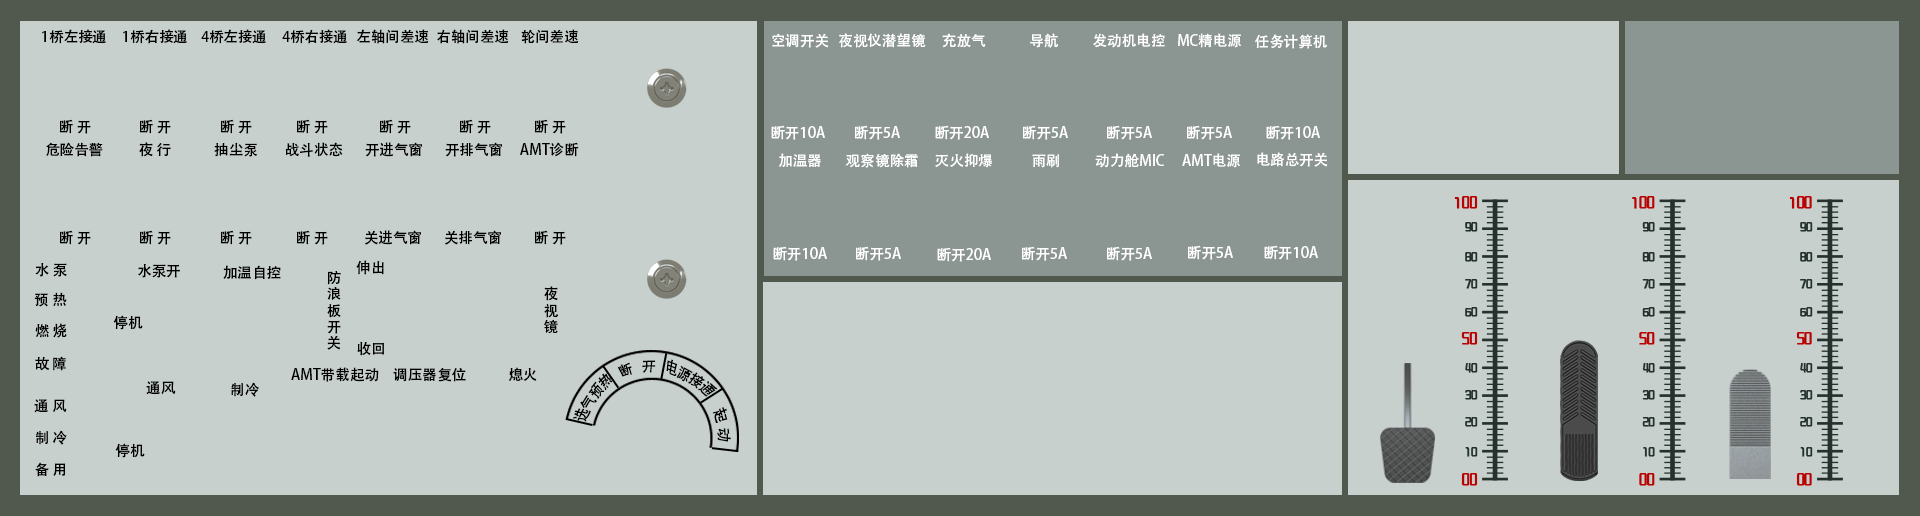 1桥左接通 1桥右接通 4桥左接通 4桥右接通 左轴间差速 右轴间差速 轮间差速
断 开 断 开 断 开 断 开 断 开 断 开 断 开
危险告警 夜 行 抽尘泵 战斗状态 开进气窗 开排气窗 AMT诊断
断 开 断 开 断 开 断 开 关进气窗 关排气窗 断 开
水 泵
预 热
燃 烧
故 障
通 风
制 冷
备 用
水泵开
停机
加温自控
通风
制冷
停机
防浪板开关
伸出
收回
夜视镜
AMT带载起动 调压器复位 熄火
进气预热 断 开 电源接通 起 动
空调开关 夜视仪潜望镜 充放气 导航 发动机电控 MC精电源 任务计算机
断开10A 断开5A 断开20A 断开5A 断开5A 断开5A 断开10A
加温器 观察镜除霜 灭火抑爆 雨刷 动力舱MIC AMT电源 电路总开关
断开10A 断开5A 断开20A 断开5A 断开5A 断开5A 断开10A
100
90
80
70
60
50
40
30
20
10
00
100
90
80
70
60
50
40
30
20
10
00
100
90
80
70
60
50
40
30
20
10
00